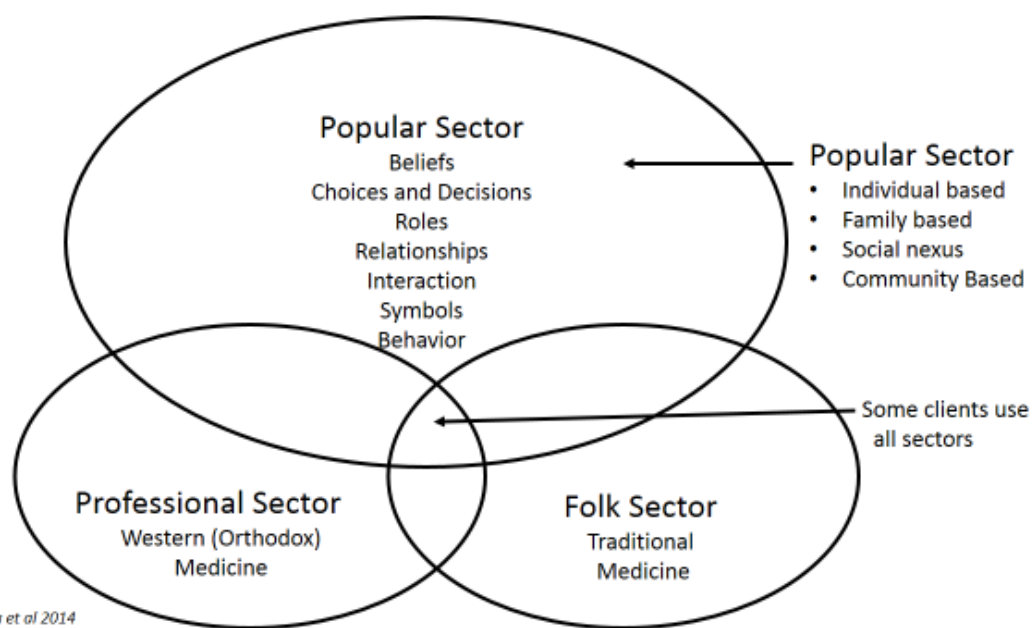 Popular Sector
Beliefs
Choices and Decisions
Roles
Relationships
Interaction
Symbols
Behavior
Popular Sector
• Individual based
• Family based
• Social nexus
• Community Based
Some clients use
all sectors
Professional Sector
Western (Orthodox)
Medicine
Folk Sector
Traditional
Medicine
et al 2014